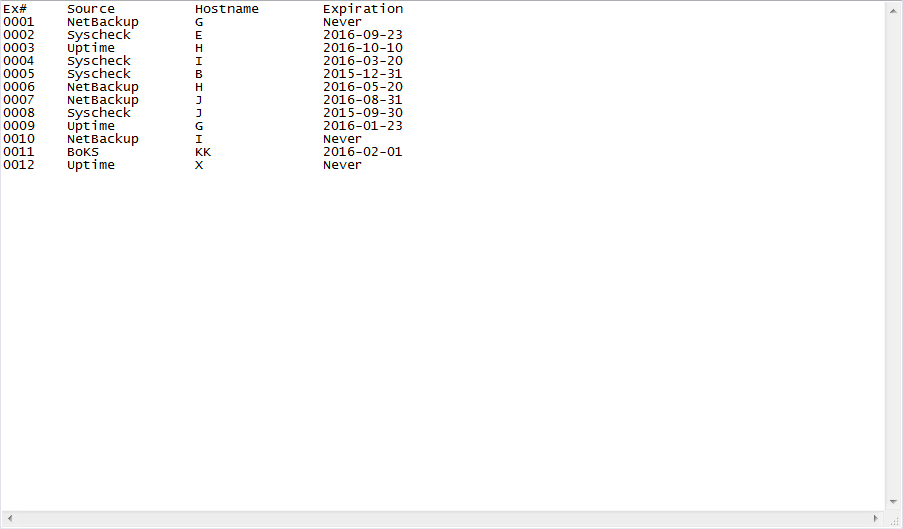 Ex# Source Hostname Expiration
0001 NetBackup G Never
0002 Syscheck E 2016-09-23
0003 Uptime H 2016-10-10
0004 Syscheck I 2016-03-20
0005 Syscheck B 2015-12-31
0006 NetBackup H 2016-05-20
0007 NetBackup J 2016-08-31
0008 Syscheck J 2015-09-30
0009 Uptime G 2016-01-23
0010 NetBackup I Never
0011 BoKS KK 2016-02-01
0012 Uptime X Never